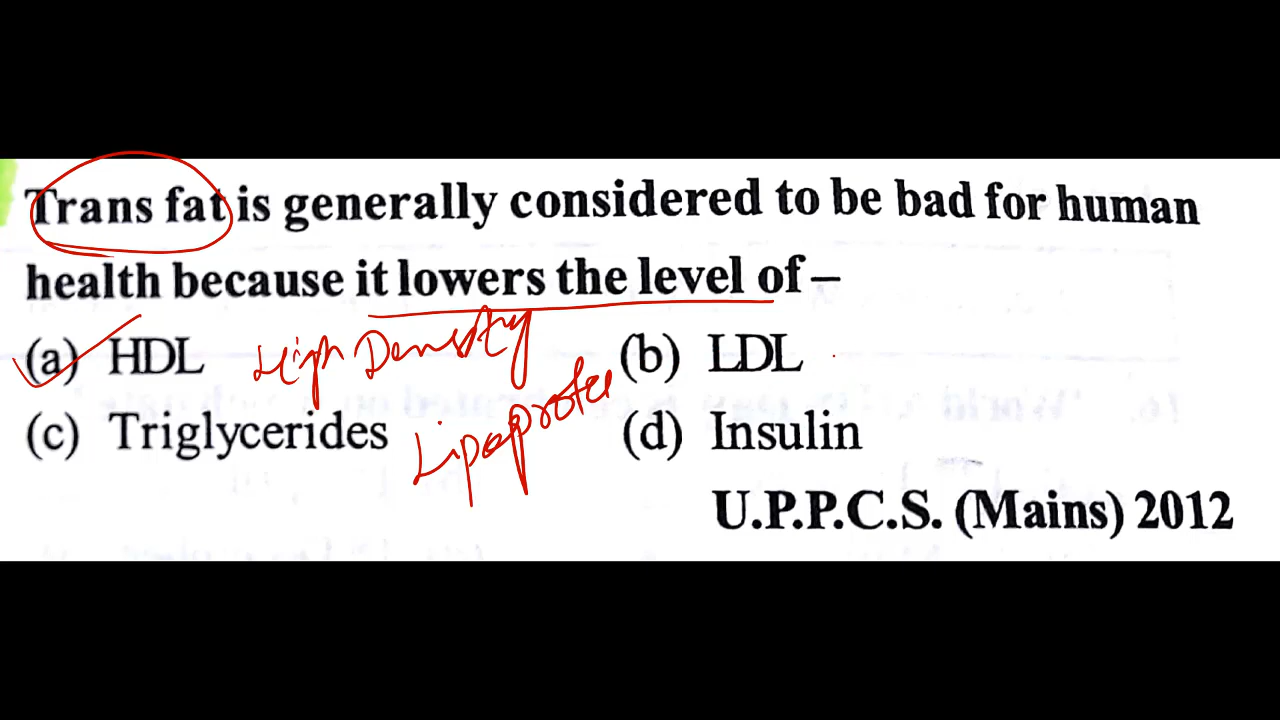 Trans fat is generally considered to be bad for human
health because it lowers the level of –
(a) HDL High Density (b) LDL
(c) Triglycerides Lipoprotei (d) Insulin
U.P.P.C.S. (Mains) 2012